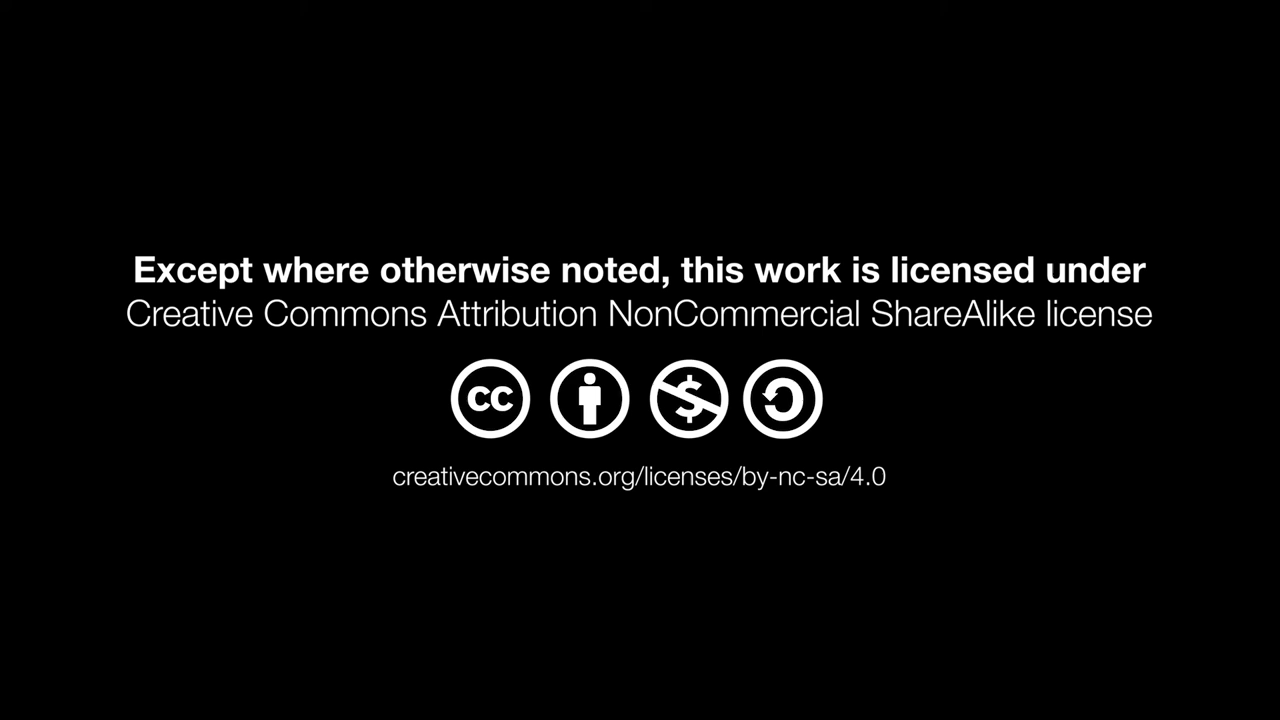 Except where otherwise noted, this work is licensed under
Creative Commons Attribution NonCommercial ShareAlike license
cc
creativecommons.org/licenses/by-nc-sa/4.0